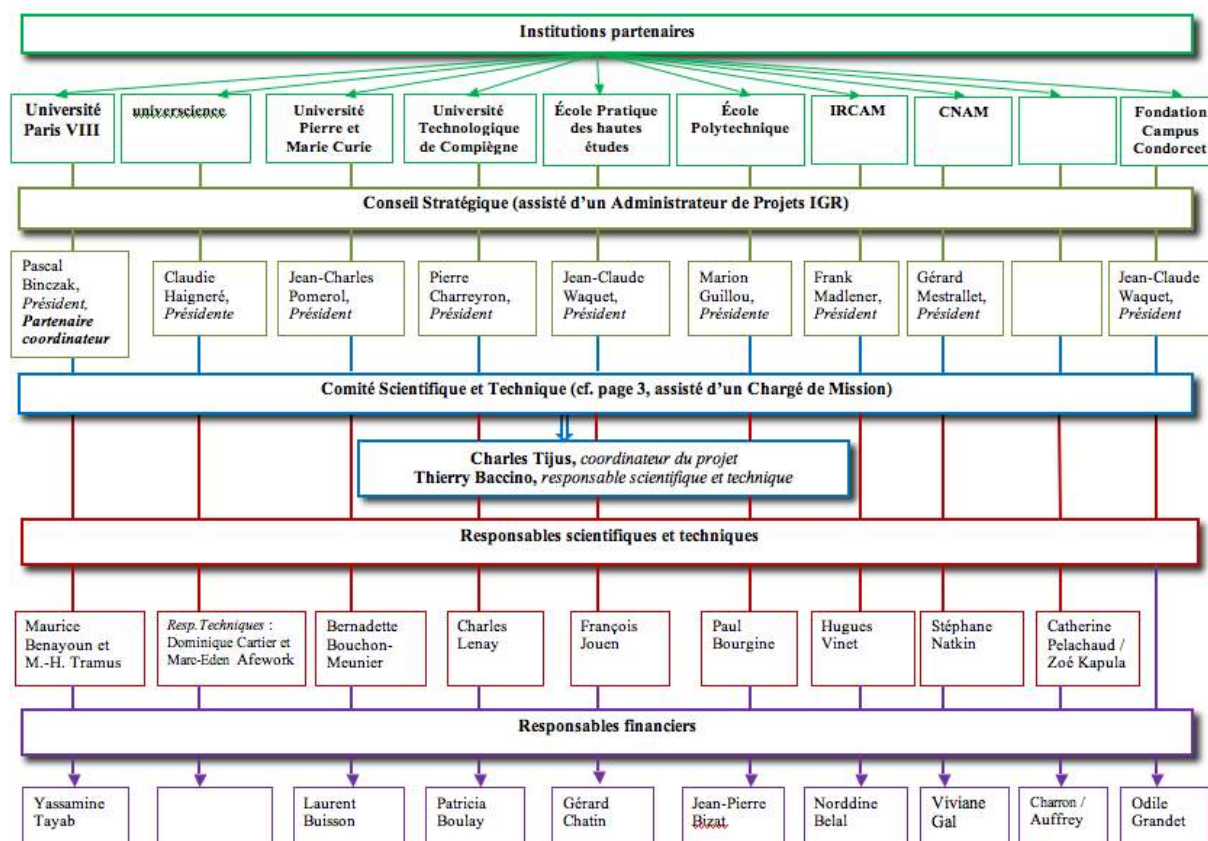 Institutions partenaires
Université
Paris VIII
universcience
Université
Pierre et
Marie Curie
Université
Technologique
de Compiègne
École Pratique
des hautes
études
École
Polytechnique
IRCAM
CNAM
Fondation
Campus
Condorcet
Conseil Stratégique (assisté d'un Administrateur de Projets IGR)
Pascal
Binczak,
Président,
Partenaire
coordinateur
Claudie
Haigneré,
Présidente
Jean-Charles
Pomerol,
Président
Pierre
Charreyron,
Président
Jean-Claude
Waquet,
Président
Marion
Guillou,
Présidente
Frank
Madlener,
Président
Gérard
Mestrallet,
Président
Jean-Claude
Waquet,
Président
Comité Scientifique et Technique (cf. page 3, assisté d'un Chargé de Mission)
Charles Tijus, coordinateur du projet
Thierry Baccino, responsable scientifique et technique
Responsables scientifiques et techniques
Maurice
Benayoun et
M.-H. Tramus
Resp.Techniques :
Dominique Cartier et
Marc-Eden Afework
Bernadette
Bouchon-
Meunier
Charles
Lenay
François
Jouen
Paul
Bourgine
Hugues
Vinet
Stéphane
Natkin
Catherine
Pelachaud /
Zoé Kapula
Responsables financiers
Yassamine
Tayab
Laurent
Buisson
Patricia
Boulay
Gérard
Chatin
Jean-Pierre
Bizat
Norddine
Belal
Viviane
Gal
Charron /
Auffrey
Odile
Grandet